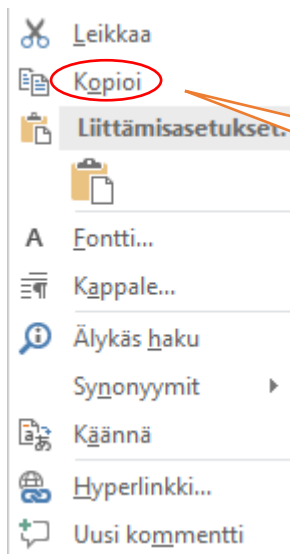 Leikkaa
Kopioi
Liittämisasetukset:
Fontti...
Kappale...
Älykäs haku
Synonyymit
Käännä
Hyperlinkki...
Uusi kommentti